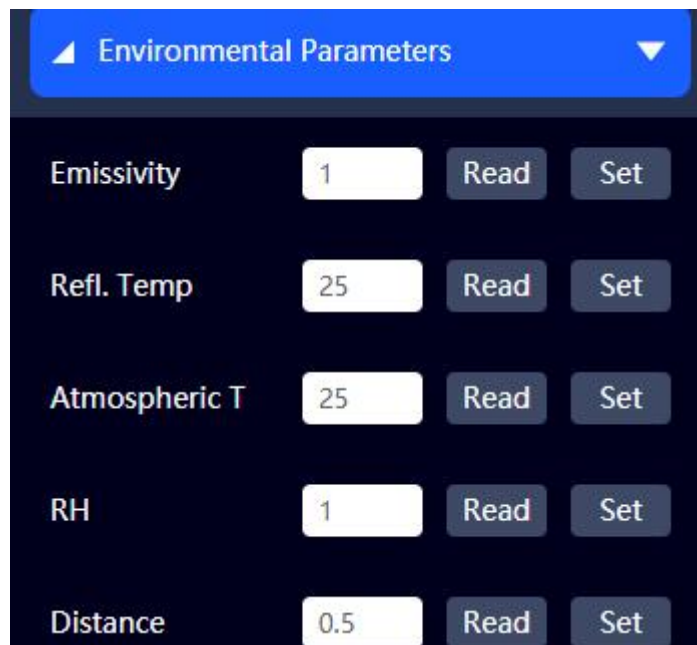 Environmental Parameters
Emissivity 1 Read Set
Refl. Temp 25 Read Set
Atmospheric T 25 Read Set
RH 1 Read Set
Distance 0.5 Read Set